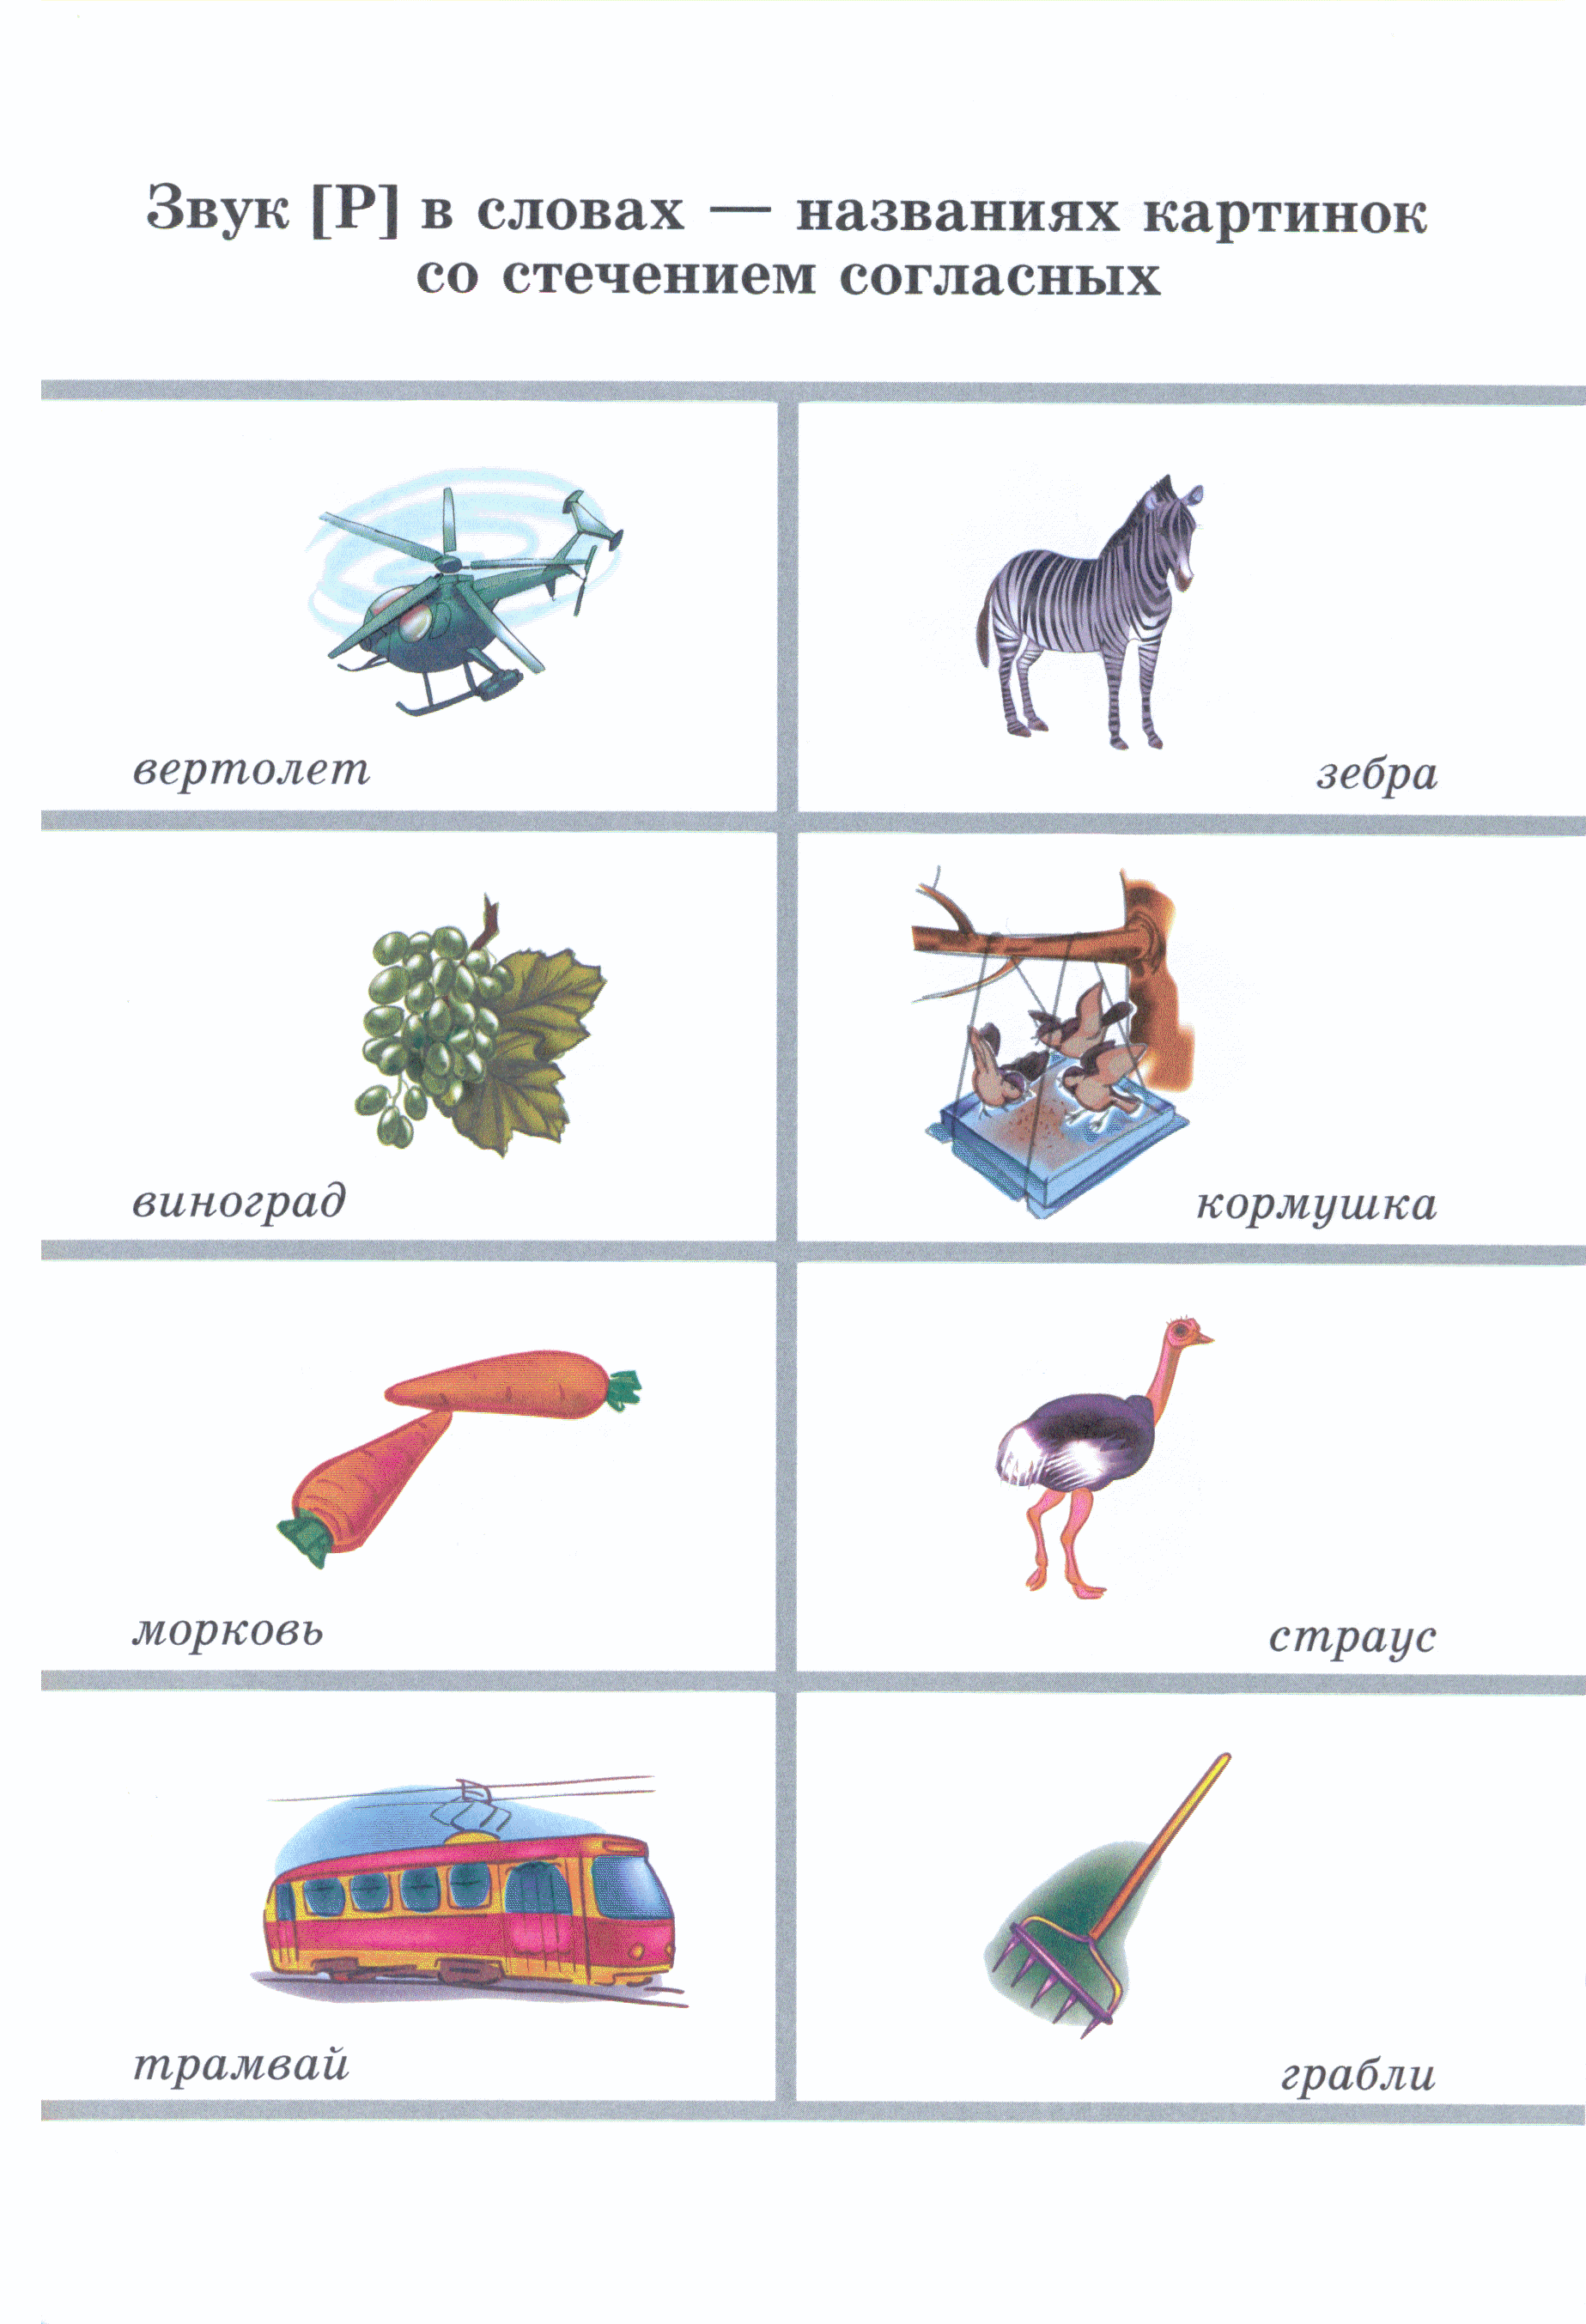 Звук [Р] в словах — названиях картинок
со стечением согласных
вертолет
зебра
виноград
кормушка
морковь
страус
трамвай
грабли